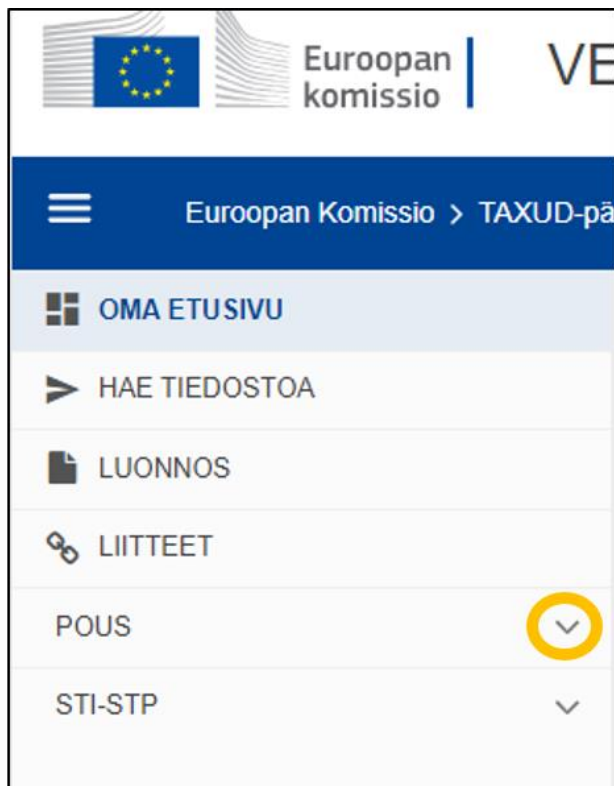 Euroopan
komissio
VE
Euroopan Komissio > TAXUD-pä
OMA ETUSIVU
HAE TIEDOSTOA
LUONNOS
LIITTEET
POUS
STI-STP